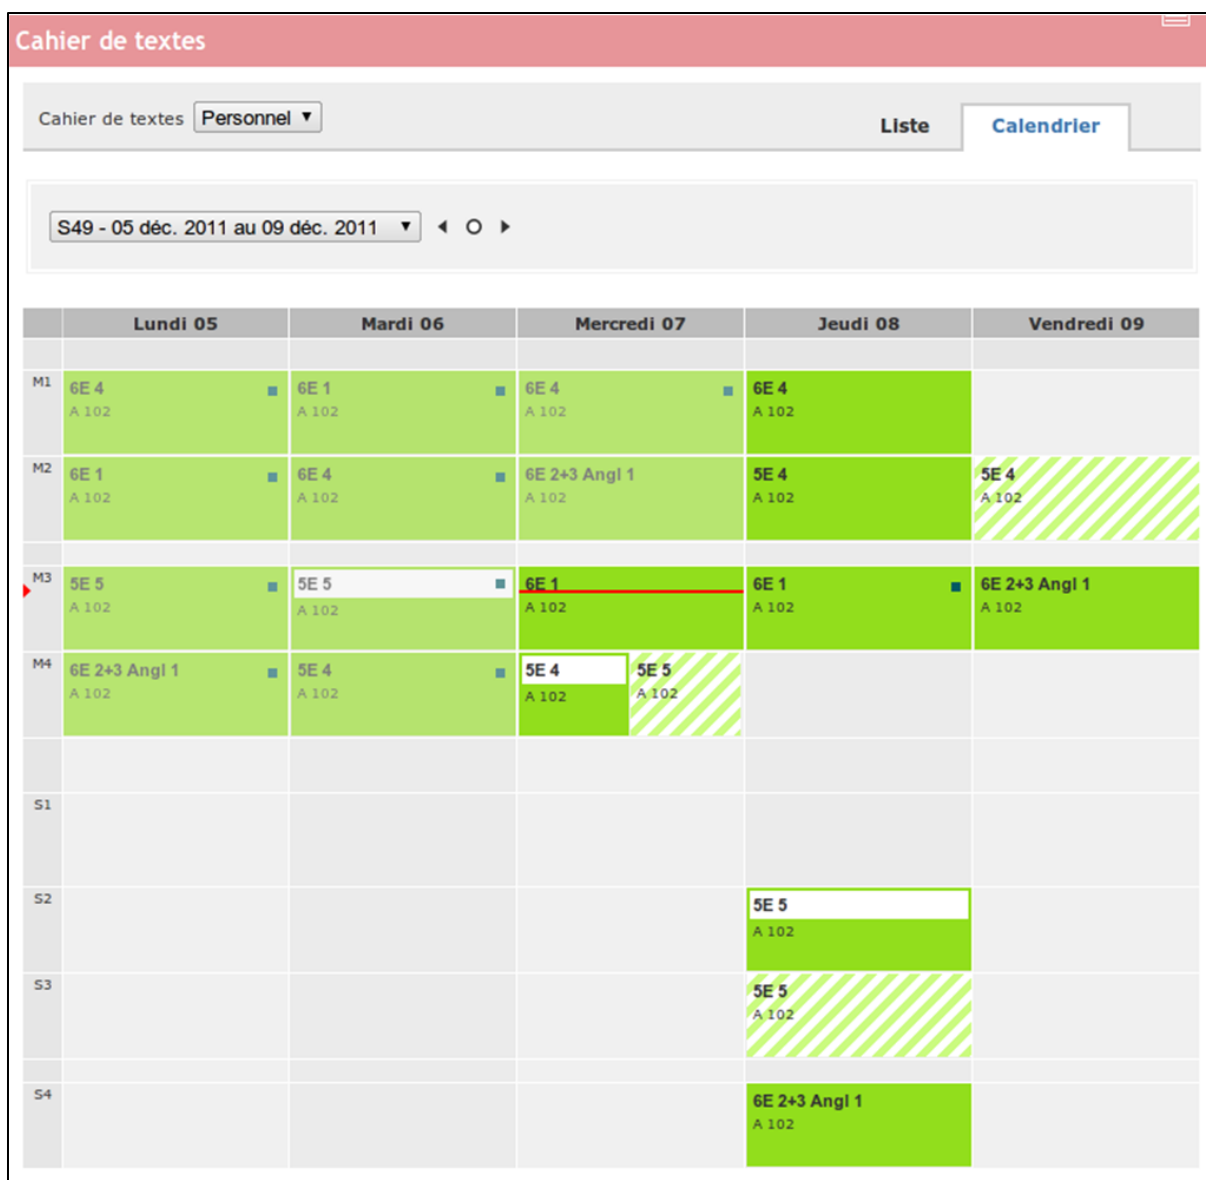 Cahier de textes
Cahier de textes Personnel
Liste Calendrier
S49 - 05 déc. 2011 au 09 déc. 2011
Lundi 05 Mardi 06 Mercredi 07 Jeudi 08 Vendredi 09
M1 6E 4 6E 1 6E 4 6E 4
A 102 A 102 A 102 A 102
M2 6E 1 6E 4 6E 2+3 Angl 1 5E 4 5E 4
A 102 A 102 A 102 A 102 A 102
M3 5E 5 5E 5 6E 1 6E 1 6E 2+3 Angl 1
A 102 A 102 A 102 A 102 A 102
M4 6E 2+3 Angl 1 5E 4 5E 4 5E 5
A 102 A 102 A 102 A 102
S1
S2 5E 5
A 102
S3 5E 5
A 102
S4 6E 2+3 Angl 1
A 102